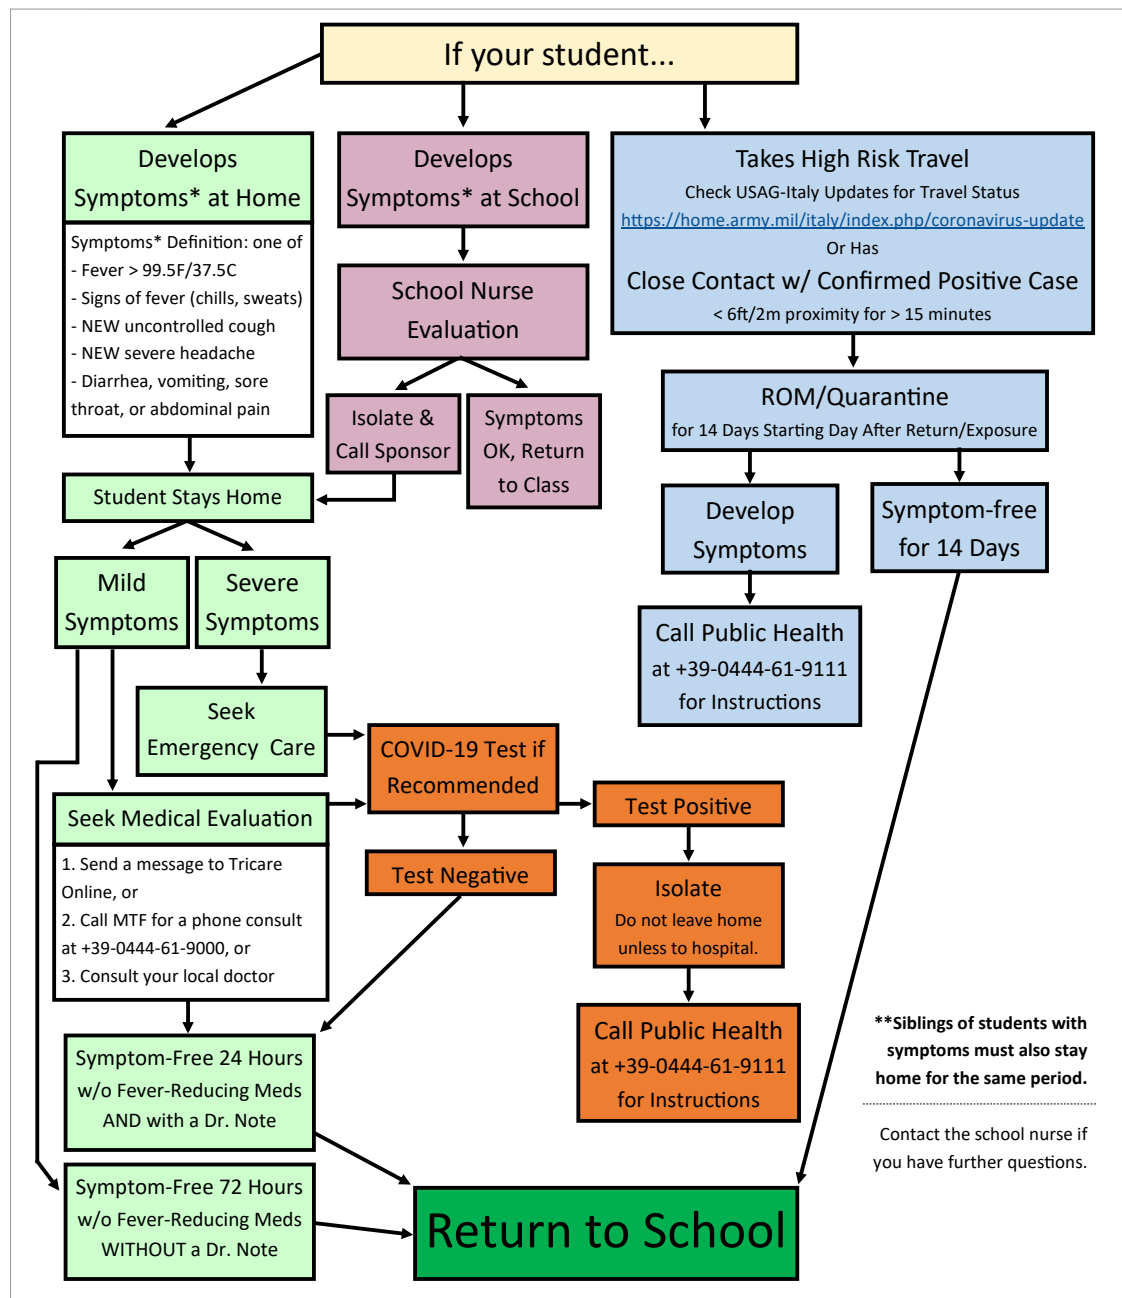 If your student...
Develops
Symptoms* at Home
Symptoms* Definition: one of
- Fever > 99.5F/37.5C
- Signs of fever (chills, sweats)
- NEW uncontrolled cough
- NEW severe headache
- Diarrhea, vomiting, sore
throat, or abdominal pain
Develops
Symptoms* at School
School Nurse
Evaluation
Isolate &
Call Sponsor
Symptoms
OK, Return
to Class
Takes High Risk Travel
Check USAG-Italy Updates for Travel Status
https://home.army.mil/italy/index.php/coronavirus-update
Or Has
Close Contact w/ Confirmed Positive Case
< 6ft/2m proximity for > 15 minutes
ROM/Quarantine
for 14 Days Starting Day After Return/Exposure
Develop
Symptoms
Symptom-free
for 14 Days
Call Public Health
at +39-0444-61-9111
for Instructions
Student Stays Home
Mild
Symptoms
Severe
Symptoms
Seek
Emergency Care
Seek Medical Evaluation
1. Send a message to Tricare
Online, or
2. Call MTF for a phone consult
at +39-0444-61-9000, or
3. Consult your local doctor
COVID-19 Test if
Recommended
Test Negative
Test Positive
Isolate
Do not leave home
unless to hospital.
Call Public Health
at +39-0444-61-9111
for Instructions
Symptom-Free 24 Hours
w/o Fever-Reducing Meds
AND with a Dr. Note
Symptom-Free 72 Hours
w/o Fever-Reducing Meds
WITHOUT a Dr. Note
Return to School
**Siblings of students with
symptoms must also stay
home for the same period.
Contact the school nurse if
you have further questions.